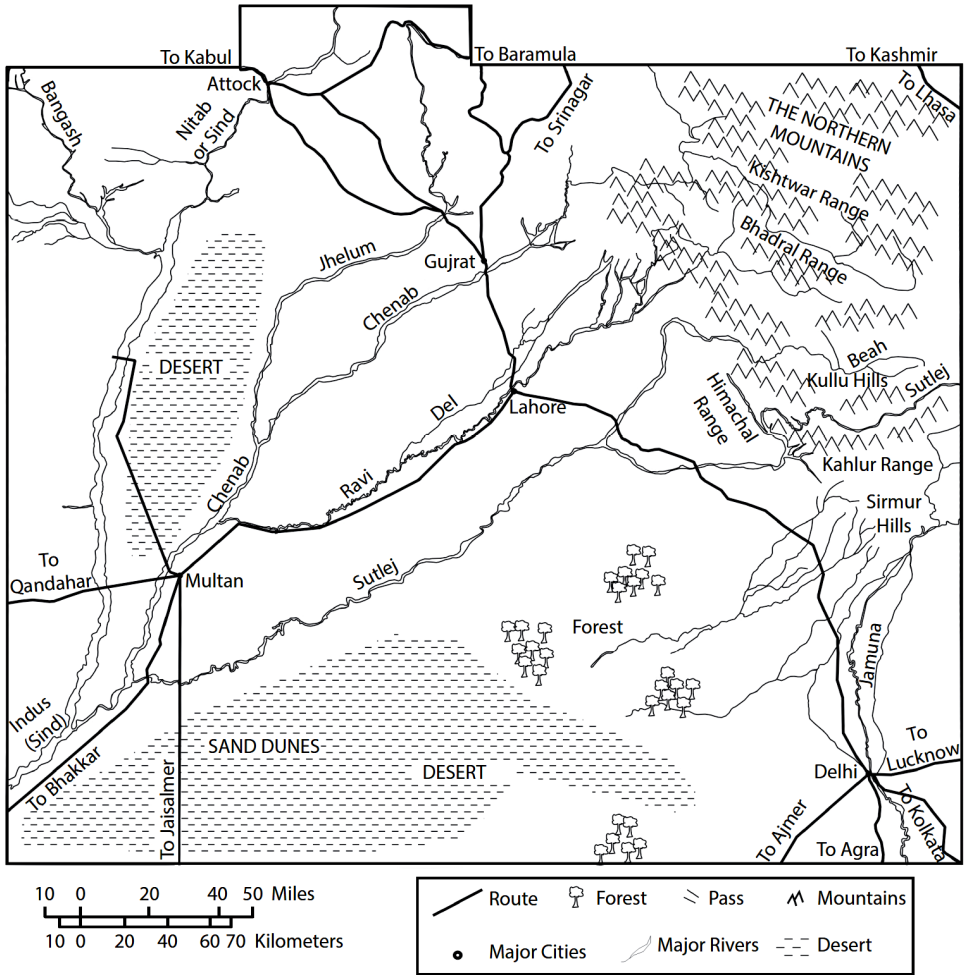 To Kabul
To Baramula
To Kashmir
To Lhasa
Attock
Bangash
Nitab
or Sind
To Srinagar
THE NORTHERN
MOUNTAINS
Kishtwar Range
Bhadral Range
Jhelum
Gujrat
Chenab
DESERT
Beah
Kullu Hills
Sutlej
Himachal
Range
Del
Lahore
Kahlur Range
Chenab
Ravi
Sirmur
Hills
To
Qandahar
Multan
Sutlej
Forest
Jamuna
Indus
(Sind)
SAND DUNES
DESERT
To
Lucknow
Delhi
To Bhakkar
To Jaisalmer
To Ajmer
To Agra
To Kolkata
10 0 20 40 50 Miles
10 0 20 40 60 70 Kilometers
Route Forest Pass Mountains
Major Cities Major Rivers Desert